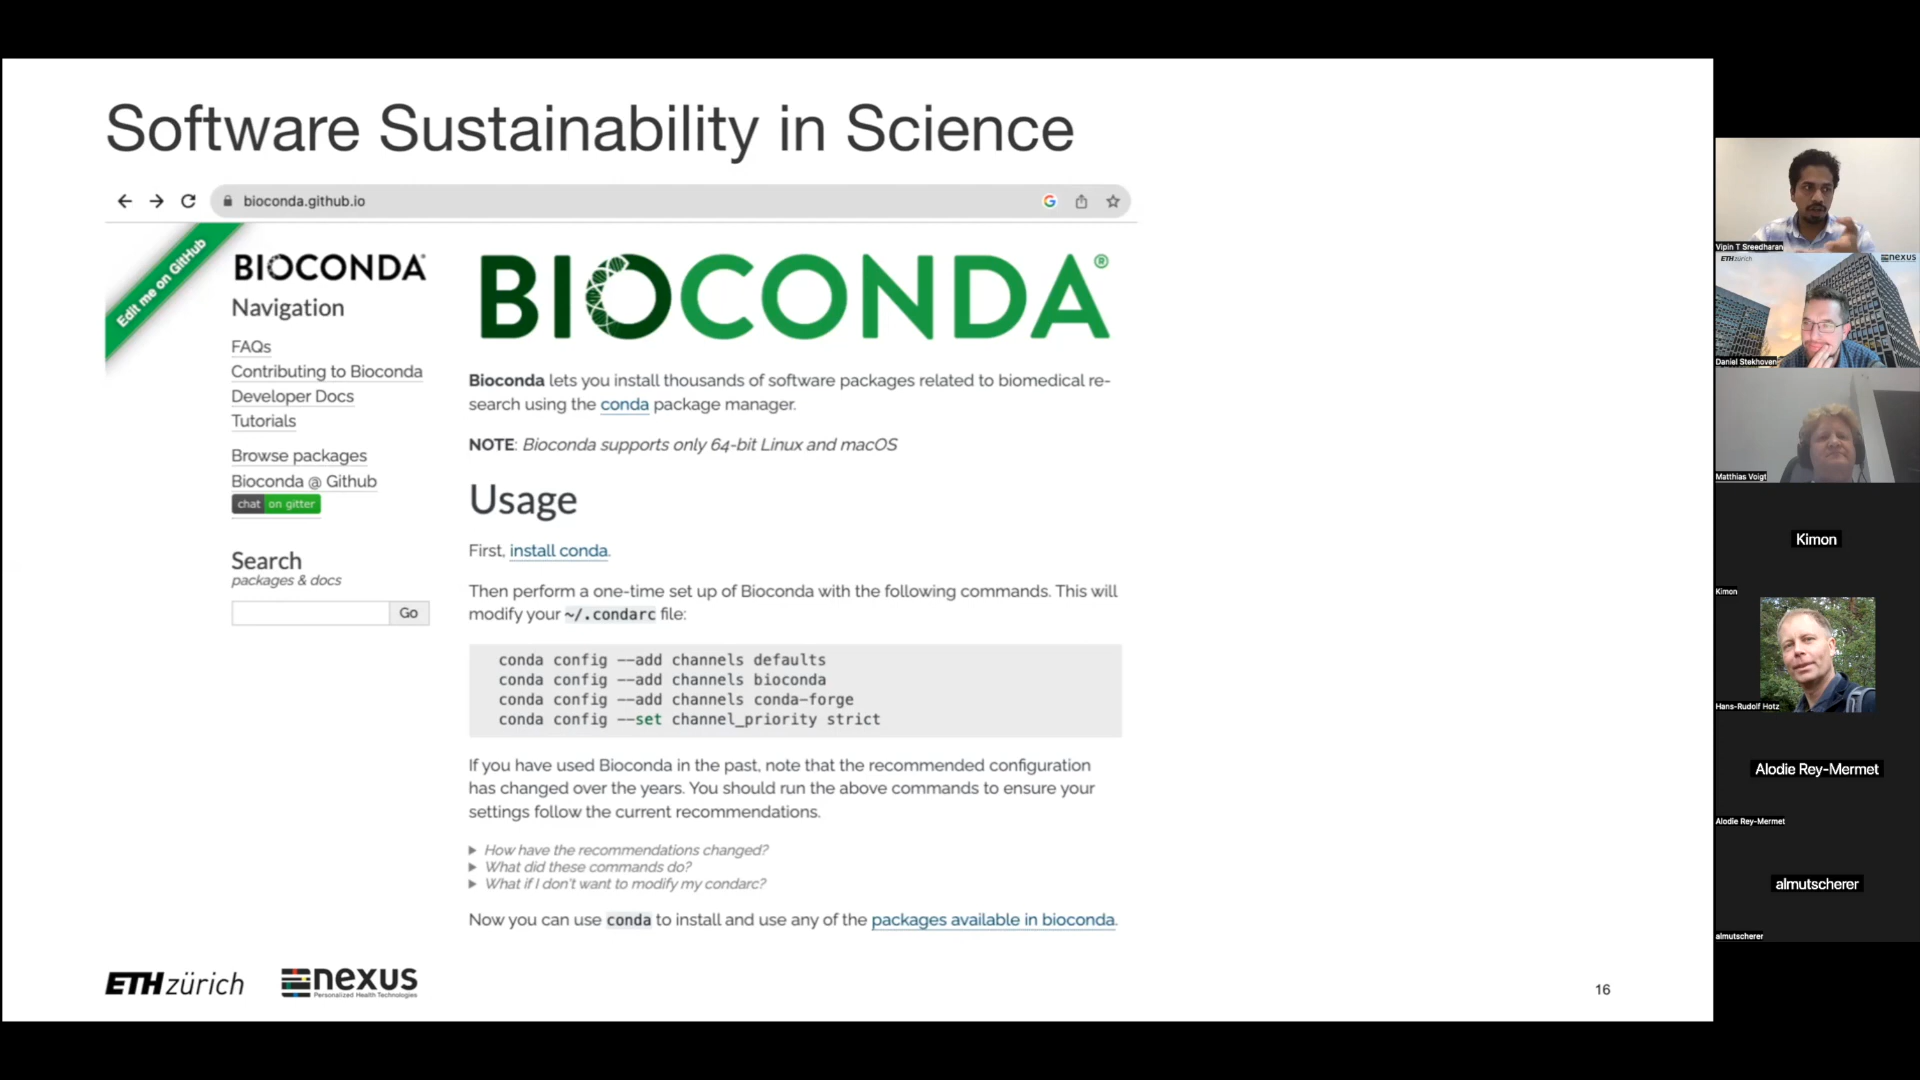 Software Sustainability in Science
bioconda.github.io
Edit me on GitHub
BIOCONDA®
Navigation
FAQs
Contributing to Bioconda
Developer Docs
Tutorials
Browse packages
Bioconda @ Github
chat on gitter
Search
packages & docs
Go
BIOCONDA®
Bioconda lets you install thousands of software packages related to biomedical re-
search using the conda package manager.
NOTE: Bioconda supports only 64-bit Linux and macOS
Usage
First, install conda.
Then perform a one-time set up of Bioconda with the following commands. This will
modify your ~/.condarc file:
conda config --add channels defaults
conda config --add channels bioconda
conda config --add channels conda-forge
conda config --set channel_priority strict
If you have used Bioconda in the past, note that the recommended configuration
has changed over the years. You should run the above commands to ensure your
settings follow the current recommendations.
How have the recommendations changed?
What did these commands do?
What if I don't want to modify my condarc?
Now you can use conda to install and use any of the packages available in bioconda.
ETH zürich
nexus
Personalized Health Technologies
16
Vipin T Sreedharan
ETH zürich
nexus
Daniel Stekhoven
Matthias Voigt
Kimon
Kimon
Hans-Rudolf Hotz
Alodie Rey-Mermet
Alodie Rey-Mermet
almutscherer
almutscherer